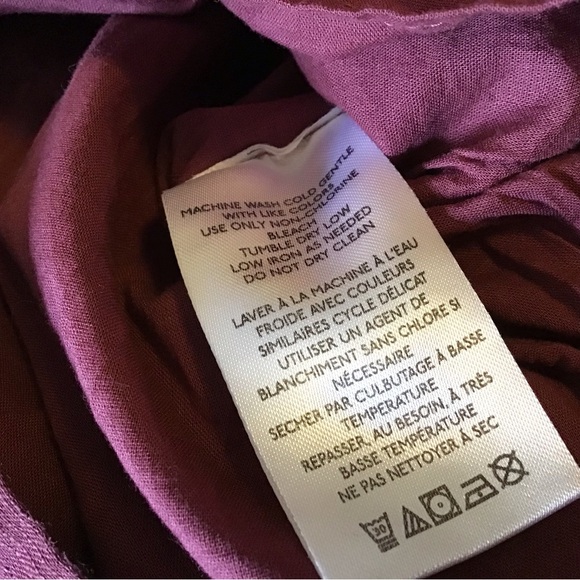 MACHINE WASH COLD GENTLE
WITH LIKE COLORS
USE ONLY NON-CHLORINE
BLEACH
TUMBLE DRY LOW
LOW IRON AS NEEDED
DO NOT DRY CLEAN
LAVER À LA MACHINE À L'EAU
FROIDE AVEC COULEURS
SIMILAIRES CYCLE DÉLICAT
UTILISER UN AGENT DE
BLANCHIMENT SANS CHLORE SI
NÉCESSAIRE
SECHER PAR CULBUTAGE À BASSE
TEMPERATURE
REPASSER, AU BESOIN, À TRÈS
BASSE TEMPÉRATURE
NE PAS NETTOYER À SEC
30